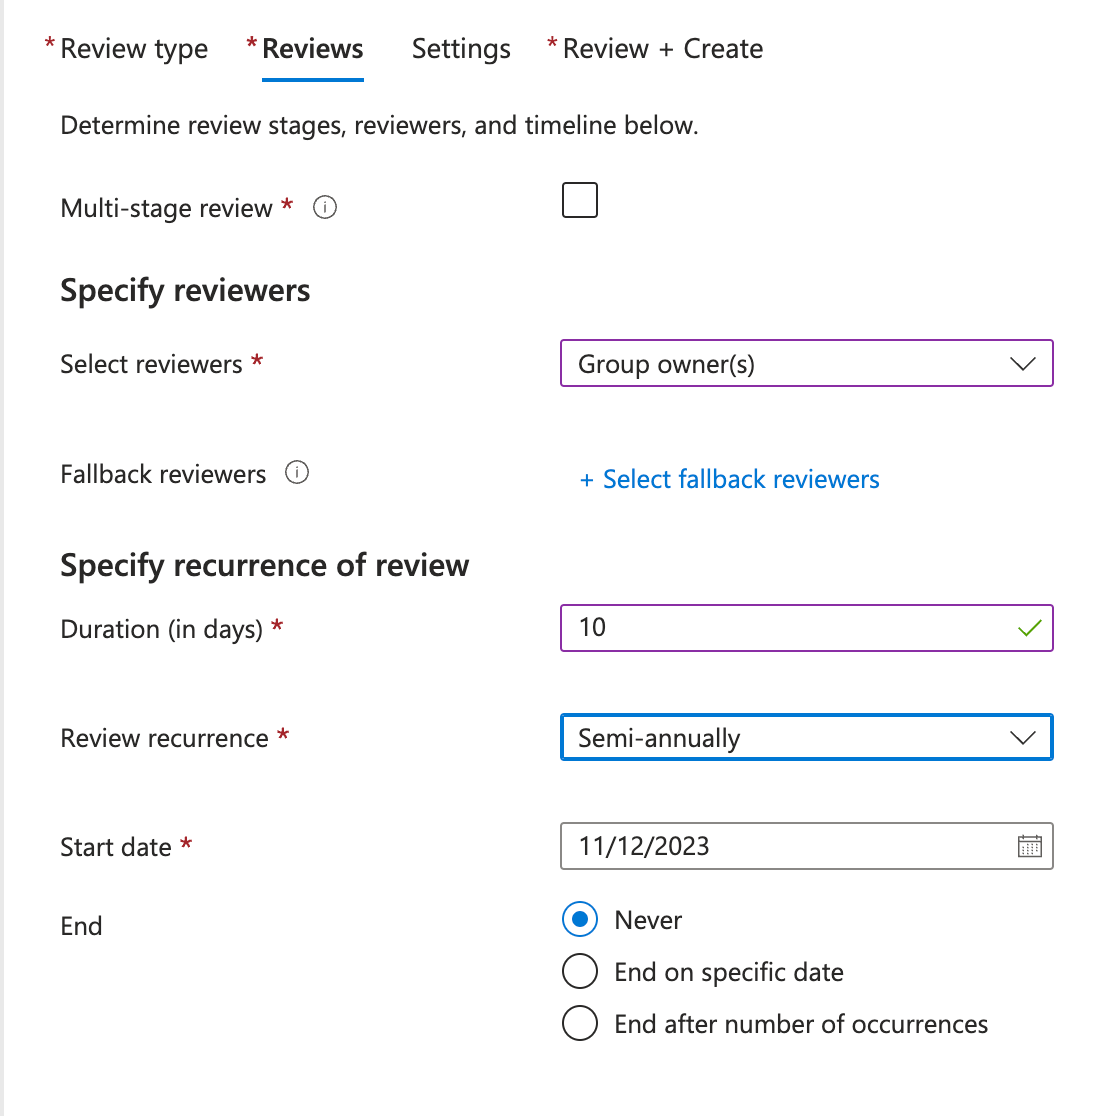 * Review type * Reviews Settings * Review + Create
Determine review stages, reviewers, and timeline below.
Multi-stage review *
Specify reviewers
Select reviewers * Group owner(s)
Fallback reviewers + Select fallback reviewers
Specify recurrence of review
Duration (in days) * 10
Review recurrence * Semi-annually
Start date * 11/12/2023
End Never
End on specific date
End after number of occurrences